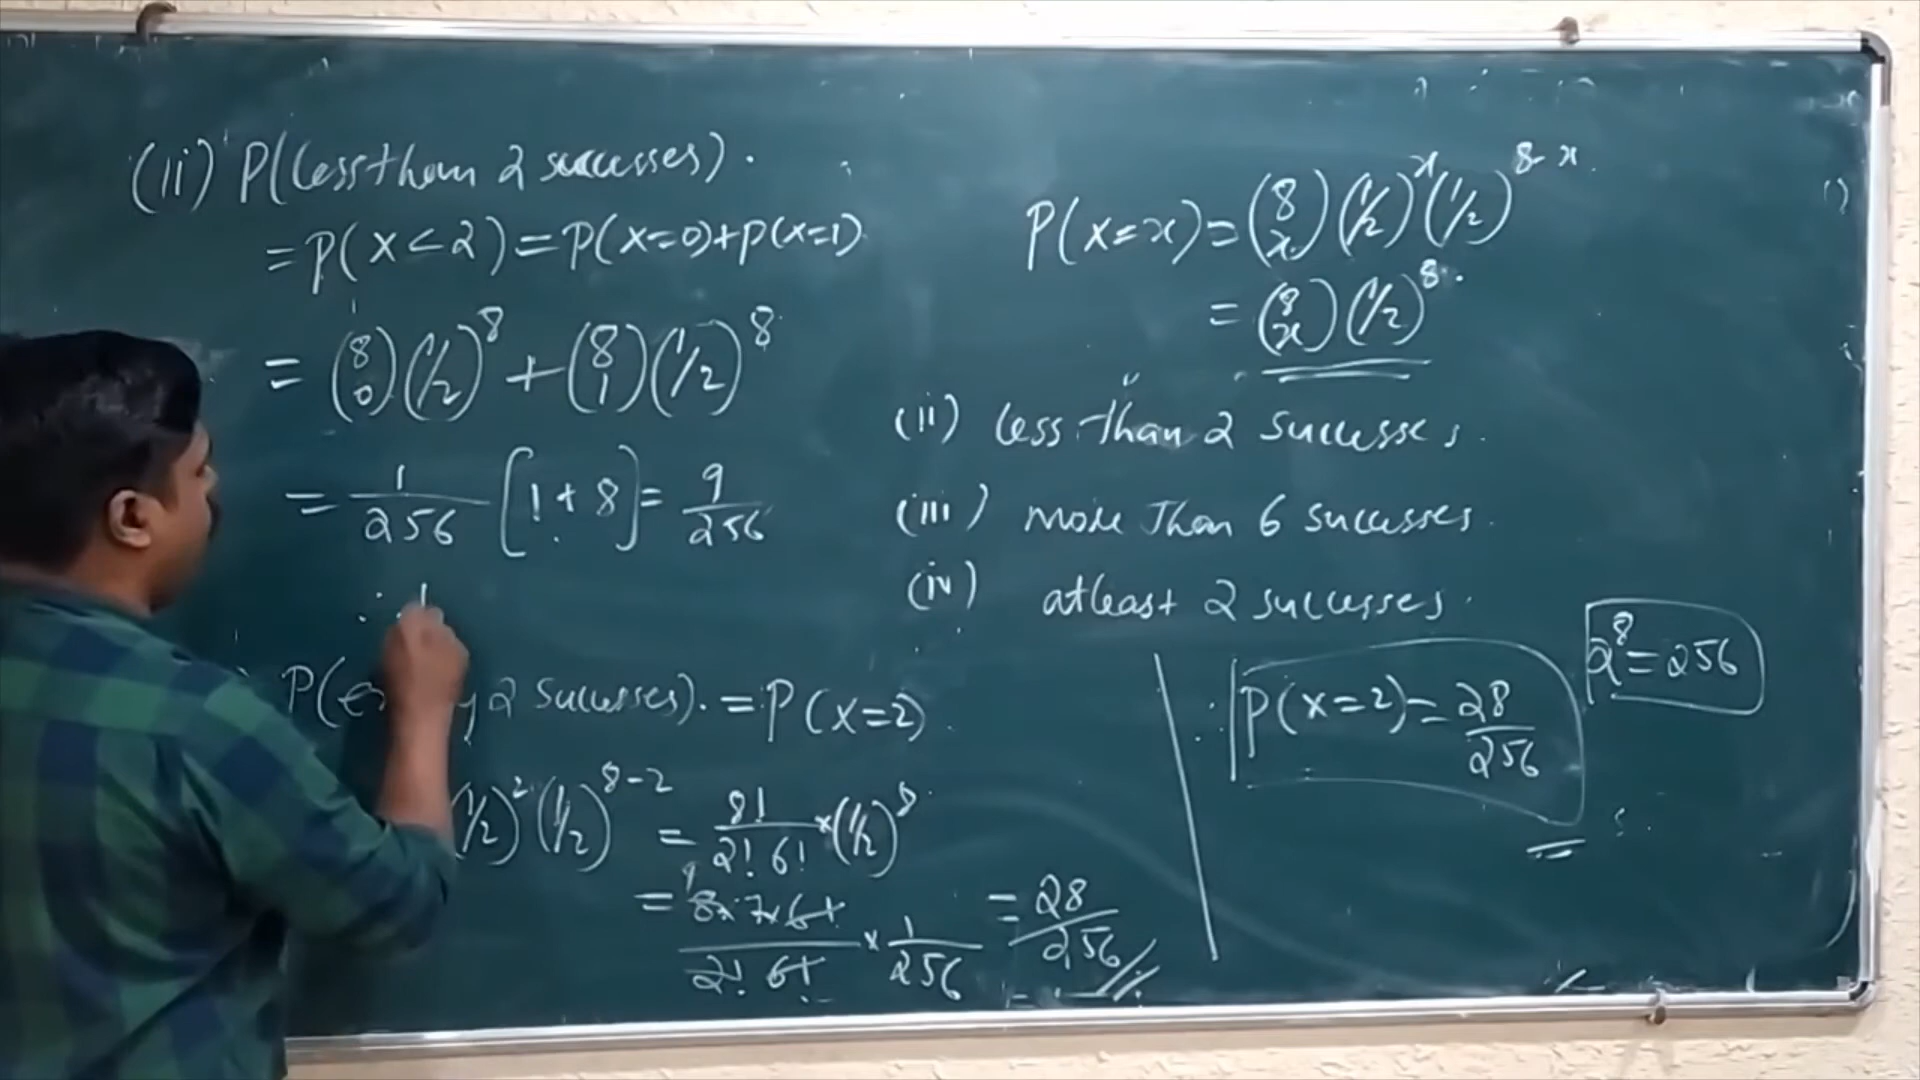 (ii) P(less than 2 successes).
= P(X<2) = P(X=0)+P(X=1)
= (8 0)(1/2)^8 + (8 1)(1/2)^8
= 1/256 [1 + 8] = 9/256
∴
P( 2 successes). = P(X=2).
(1/2)^2 (1/2)^8-2 = 8!/2! 6! × (1/2)^8
= 8×7×6!/2! 6! × 1/256 = 28/256
P(X=x) = (8 x)(1/2)^x (1/2)^8-x
= (8 x)(1/2)^8.
(ii) less than 2 successes.
(iii) more than 6 successes.
(iv) atleast 2 successes.
∴ P(X=2) = 28/256
2^8 = 256